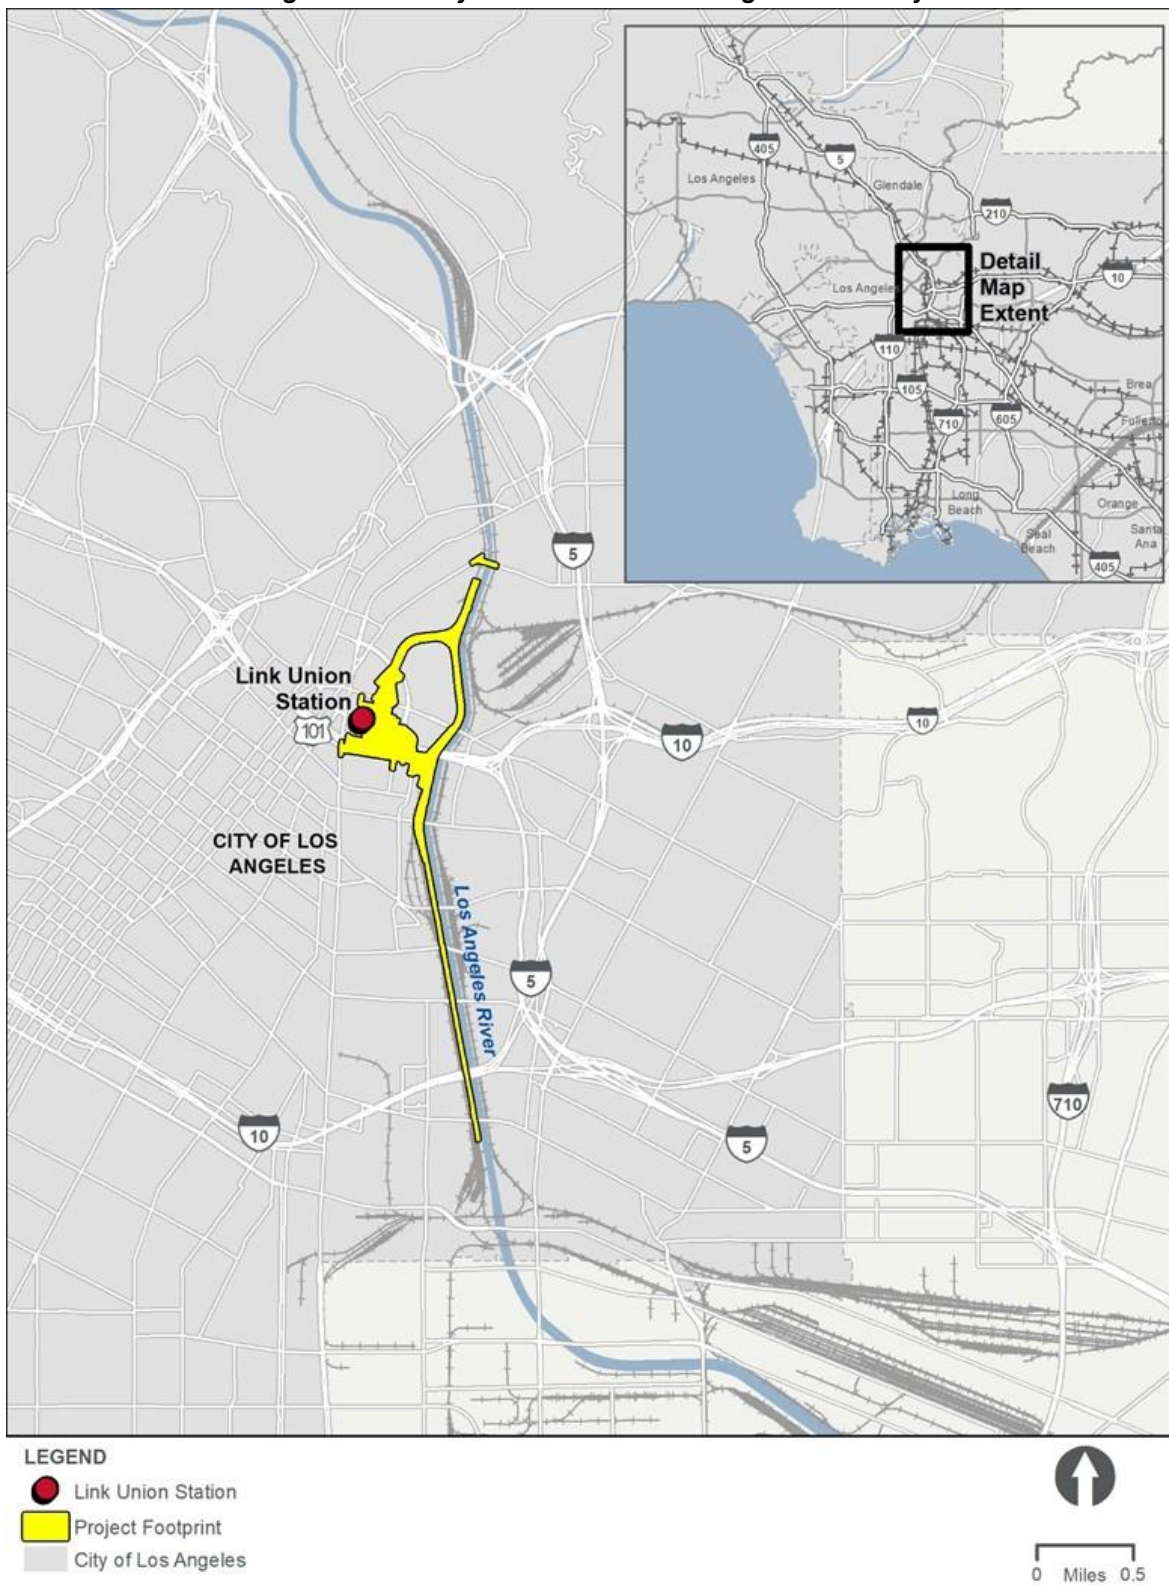 405
5
Los Angeles
Glendale
210
Detail
Map
Extent
10
Los Angeles
110
105
Brea
710
605
Long
Beach
Orange
Seal
Beach
Santa
Ana
405
5
Link Union
Station
101
10
10
CITY OF LOS
ANGELES
Los Angeles River
5
710
10
5
LEGEND
Link Union Station
Project Footprint
City of Los Angeles
0 Miles 0.5